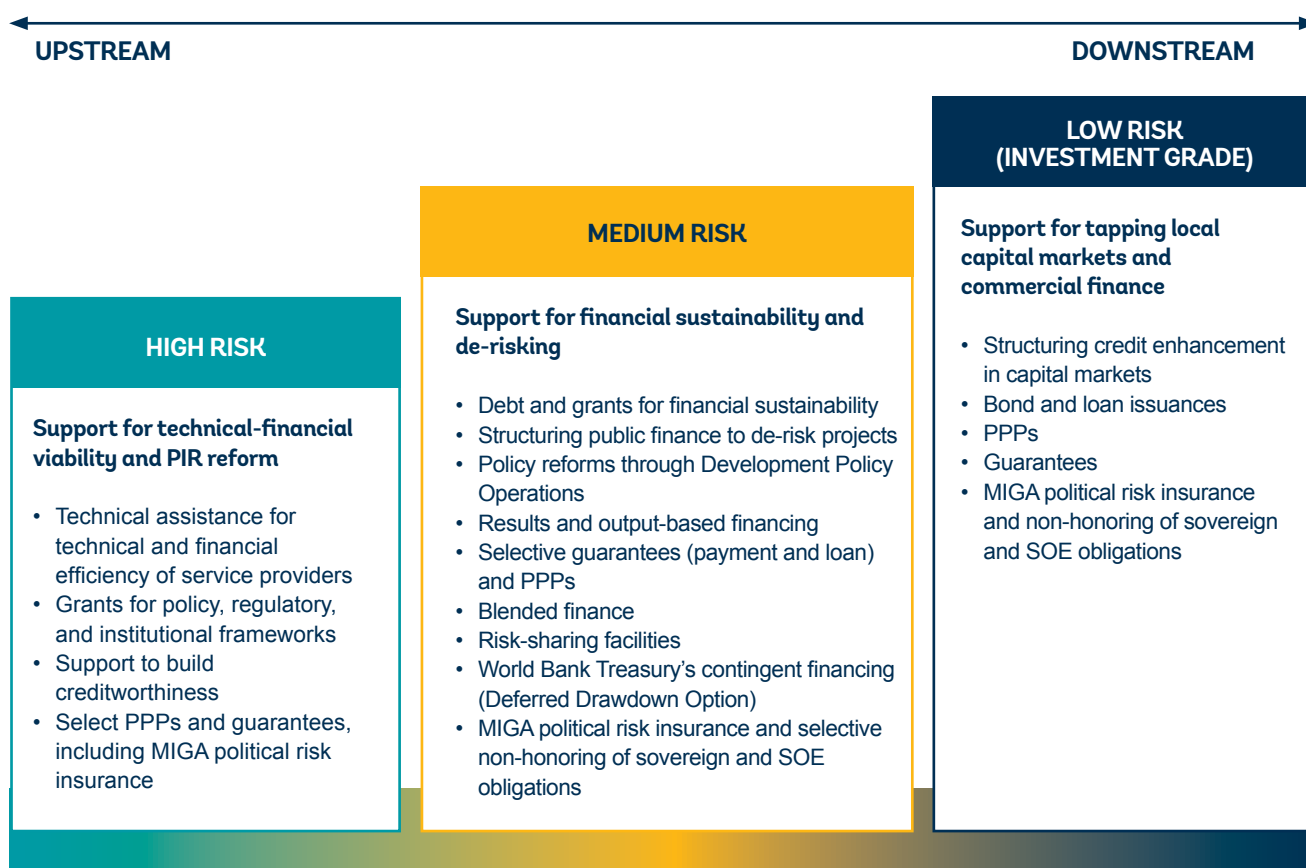 UPSTREAM
DOWNSTREAM
HIGH RISK
Support for technical-financial
viability and PIR reform
• Technical assistance for
technical and financial
efficiency of service providers
• Grants for policy, regulatory,
and institutional frameworks
• Support to build
creditworthiness
• Select PPPs and guarantees,
including MIGA political risk
insurance
MEDIUM RISK
Support for financial sustainability and
de-risking
• Debt and grants for financial sustainability
• Structuring public finance to de-risk projects
• Policy reforms through Development Policy
Operations
• Results and output-based financing
• Selective guarantees (payment and loan)
and PPPs
• Blended finance
• Risk-sharing facilities
• World Bank Treasury’s contingent financing
(Deferred Drawdown Option)
• MIGA political risk insurance and selective
non-honoring of sovereign and SOE
obligations
LOW RISK
(INVESTMENT GRADE)
Support for tapping local
capital markets and
commercial finance
• Structuring credit enhancement
in capital markets
• Bond and loan issuances
• PPPs
• Guarantees
• MIGA political risk insurance
and non-honoring of sovereign
and SOE obligations